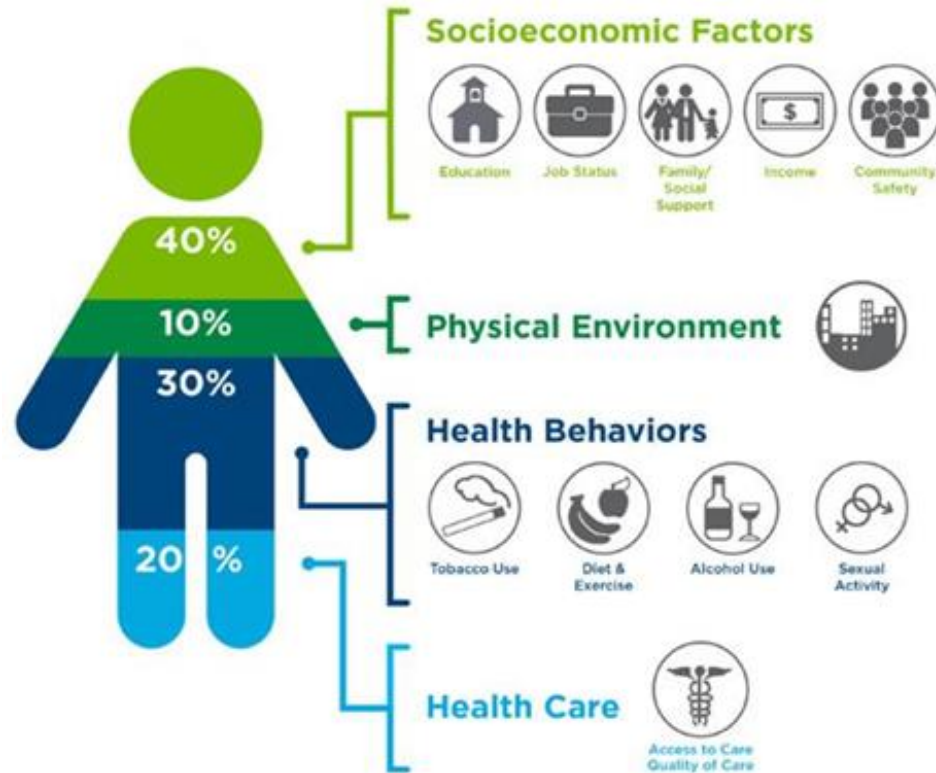 Socioeconomic Factors
$
Education
Job Status
Family/
Social
Support
Income
Community
Safety
40%
10%
Physical Environment
30%
Health Behaviors
Tobacco Use
Diet &
Exercise
Alcohol Use
Sexual
Activity
20 %
Health Care
Access to Care
Quality of Care